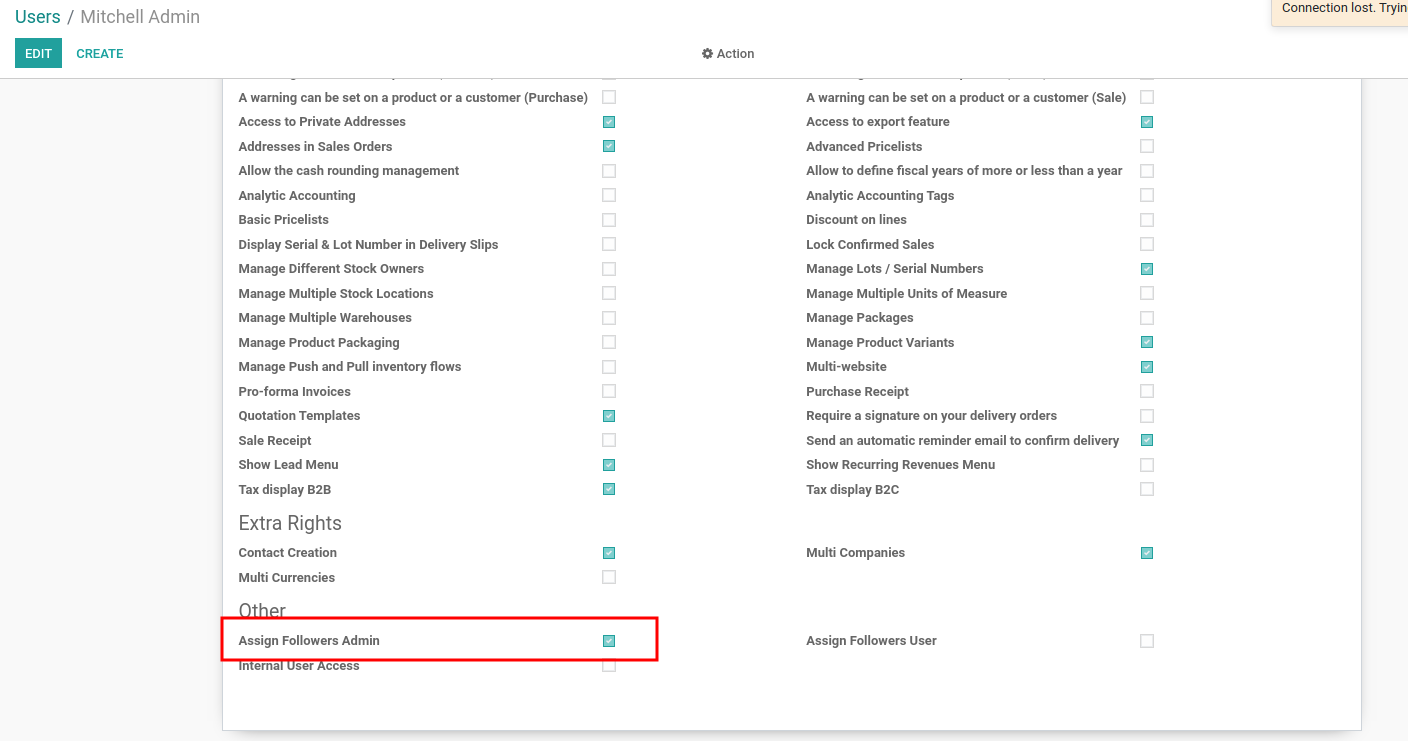 Users / Mitchell Admin
Connection lost. Tryin
EDIT CREATE Action
A warning can be set on a product or a customer (Purchase) A warning can be set on a product or a customer (Sale)
Access to Private Addresses Access to export feature
Addresses in Sales Orders Advanced Pricelists
Allow the cash rounding management Allow to define fiscal years of more or less than a year
Analytic Accounting Analytic Accounting Tags
Basic Pricelists Discount on lines
Display Serial & Lot Number in Delivery Slips Lock Confirmed Sales
Manage Different Stock Owners Manage Lots / Serial Numbers
Manage Multiple Stock Locations Manage Multiple Units of Measure
Manage Multiple Warehouses Manage Packages
Manage Product Packaging Manage Product Variants
Manage Push and Pull inventory flows Multi-website
Pro-forma Invoices Purchase Receipt
Quotation Templates Require a signature on your delivery orders
Sale Receipt Send an automatic reminder email to confirm delivery
Show Lead Menu Show Recurring Revenues Menu
Tax display B2B Tax display B2C
Extra Rights
Contact Creation Multi Companies
Multi Currencies
Other
Assign Followers Admin Assign Followers User
Internal User Access